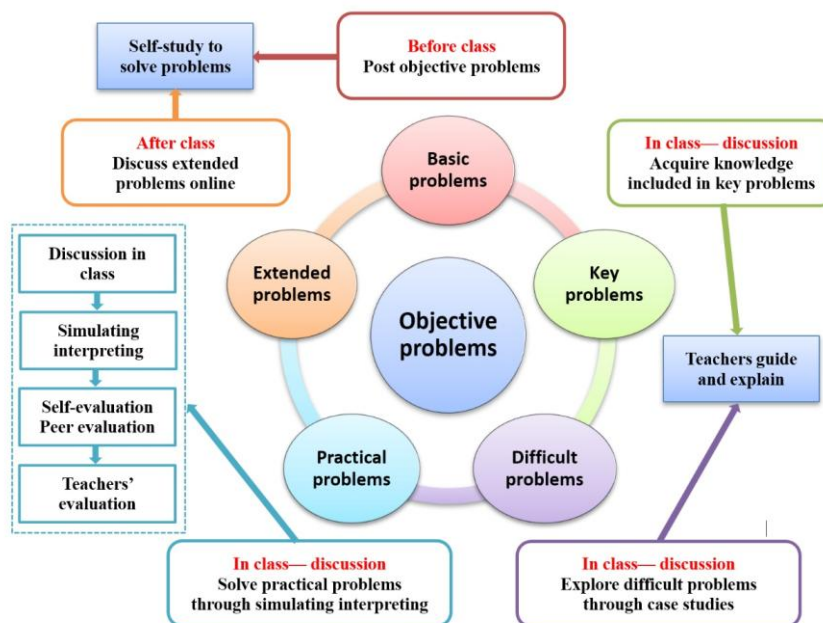 Self-study to
solve problems
Before class
Post objective problems
After class
Discuss extended
problems online
In class— discussion
Acquire knowledge
included in key problems
Basic
problems
Extended
problems
Key
problems
Objective
problems
Practical
problems
Difficult
problems
Discussion in
class
Simulating
interpreting
Self-evaluation
Peer evaluation
Teachers’
evaluation
Teachers guide
and explain
In class— discussion
Solve practical problems
through simulating interpreting
In class— discussion
Explore difficult problems
through case studies